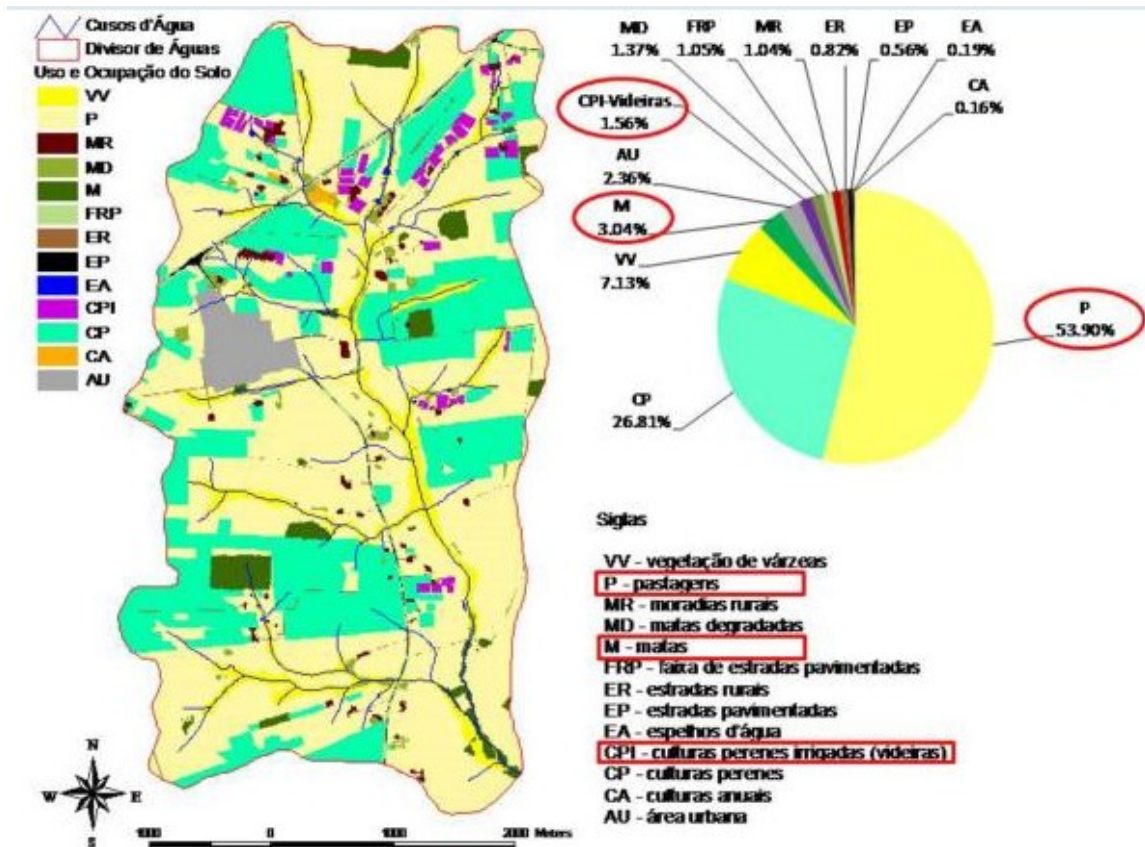 Cusos d'Água
Divisor de Águas
Uso e Ocupação do Solo
VV
P
MR
MD
M
FRP
ER
EP
EA
CPI
CP
CA
AU
MD
1.37%
FRP
1.05%
MR
1.04%
ER
0.82%
EP
0.56%
EA
0.19%
CA
0.16%
CPI-Videiras
1.56%
AU
2.36%
M
3.04%
VV
7.13%
P
53.90%
CP
26.81%
Siglas
VV - vegetação de várzeas
P - pastagens
MR - moradias rurais
MD - matas degradadas
M - matas
FRP - faixa de estradas pavimentadas
ER - estradas rurais
EP - estradas pavimentadas
EA - espelhos d'água
CPI - culturas perenes irrigadas (videiras)
CP - culturas perenes
CA - culturas anuais
AU - área urbana
N
W E
S
1000 0 1000 2000 Meters